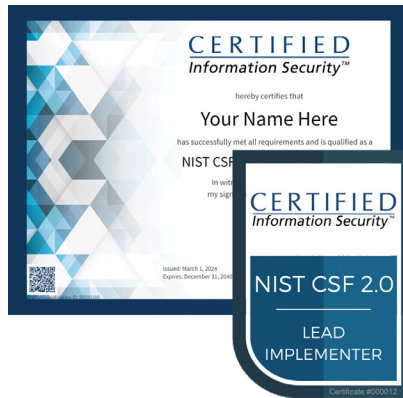 CERTIFIED
Information Security™
hereby certifies that
Your Name Here
has successfully met all requirements and is qualified as a
NIST CSF
In
my
Issued: March 1, 2024
Expires: December 31, 2040
CERTIFIED
Information Security™
NIST CSF 2.0
LEAD
IMPLEMENTER
Certificate #000012